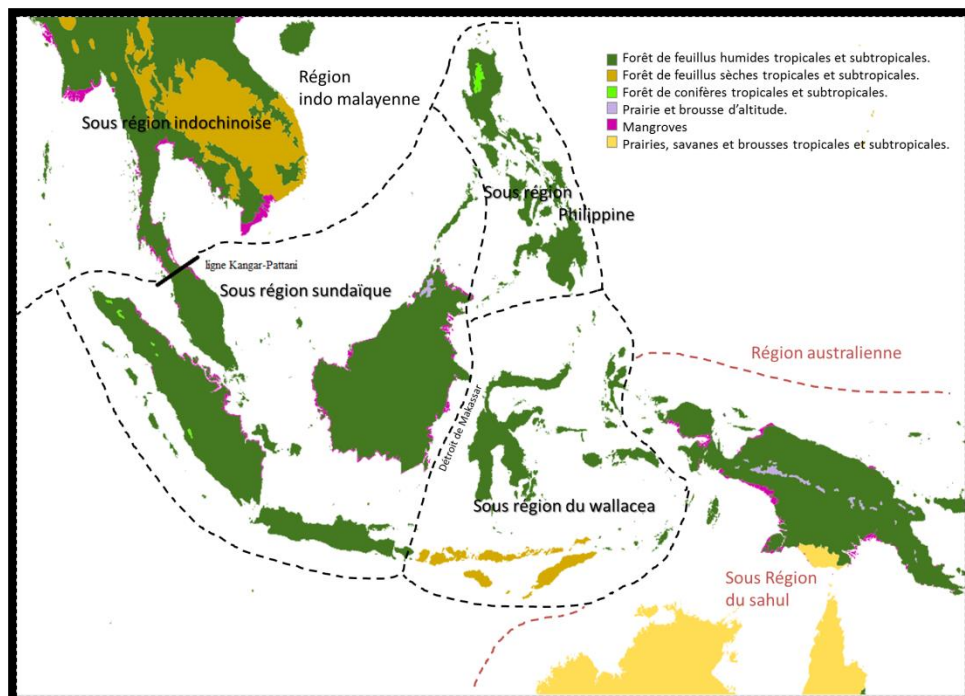 Forêt de feuillus humides tropicales et subtropicales.
Forêt de feuillus sèches tropicales et subtropicales.
Forêt de conifères tropicales et subtropicales.
Prairie et brousse d'altitude.
Mangroves
Prairies, savanes et brousses tropicales et subtropicales.
Région
indo malayenne
Sous région indochinoise
Sous région
Philippine
ligne Kangar-Pattani
Sous région sundaïque
Région australienne
Détroit de Makassar
Sous région du wallacea
Sous Région
du sahul